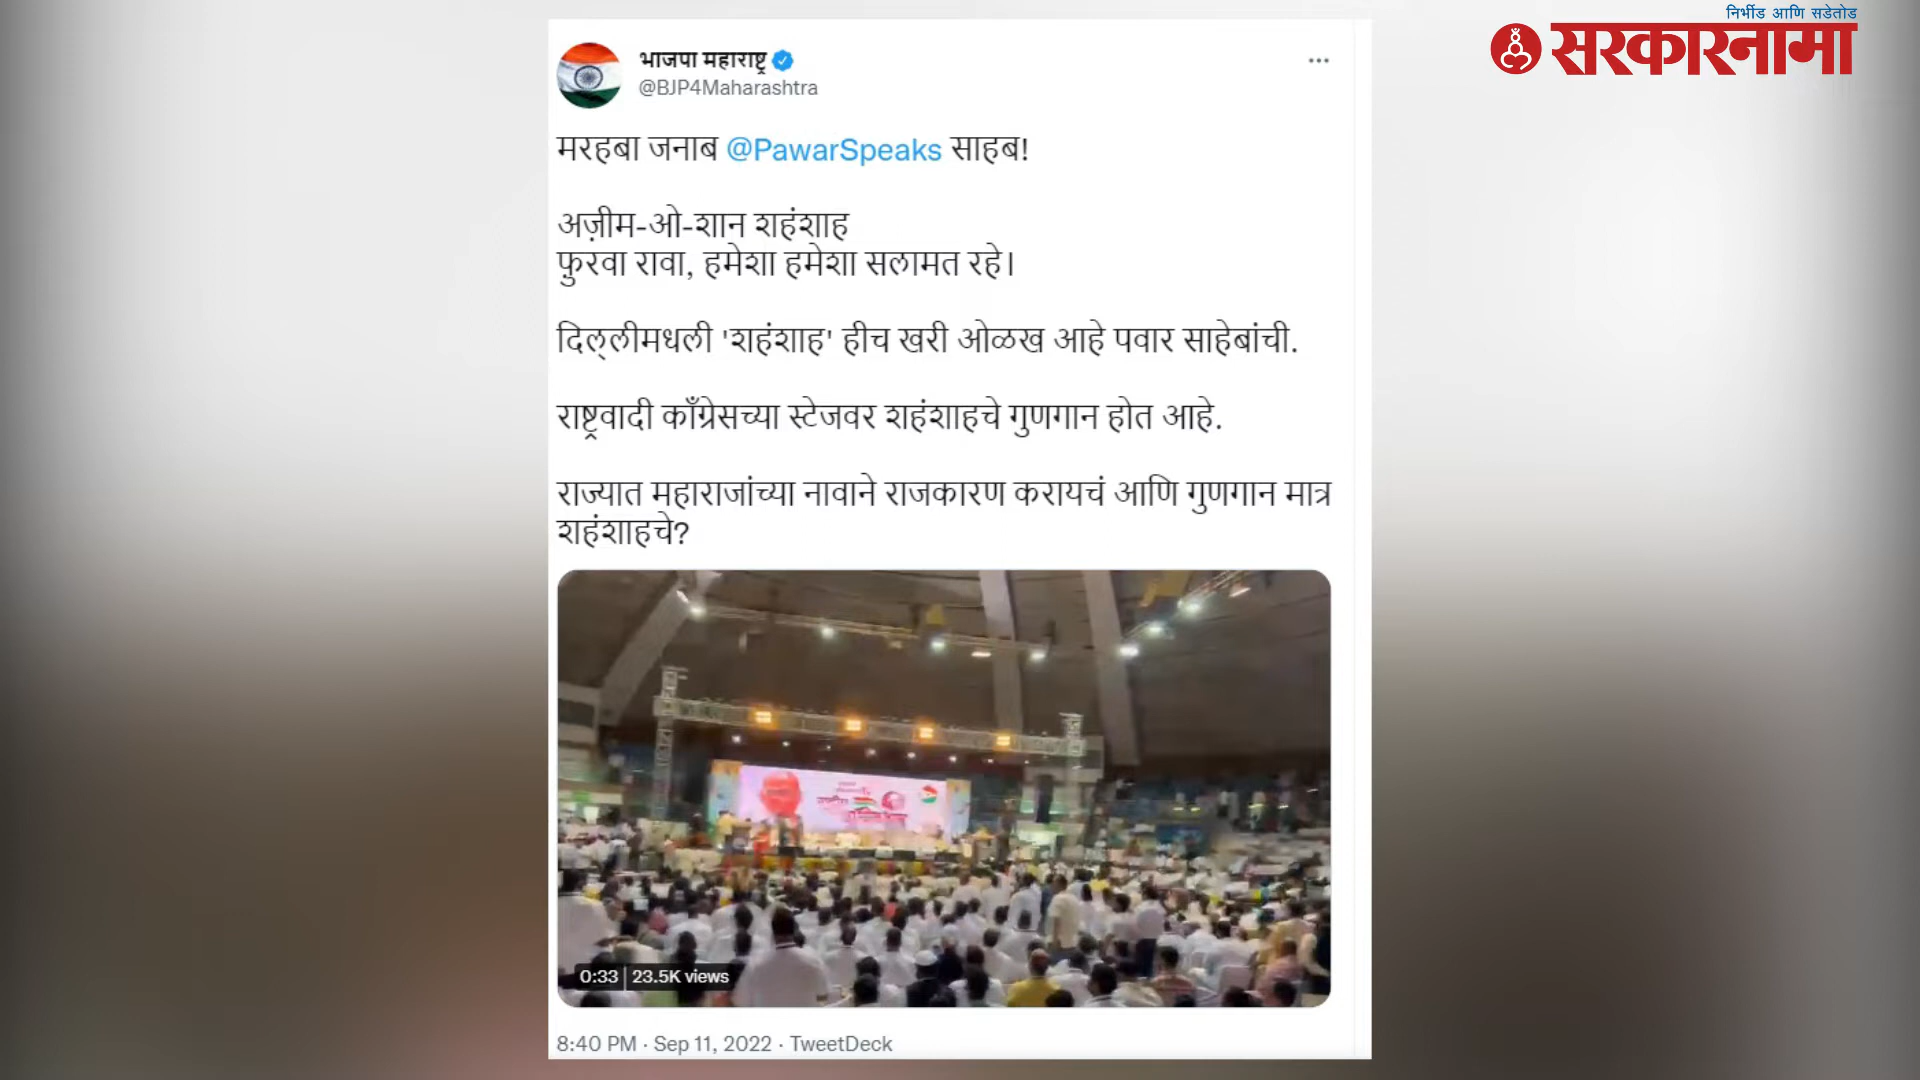 निर्भीड आणि सडेतोड
सरकारनामा
भाजपा महाराष्ट्र
@BJP4Maharashtra
मरहबा जनाब @PawarSpeaks साहब!
अज़ीम-ओ-शान शहंशाह
फ़ुरवा रावा, हमेशा हमेशा सलामत रहे।
दिल्लीमधली 'शहंशाह' हीच खरी ओळख आहे पवार साहेबांची.
राष्ट्रवादी काँग्रेसच्या स्टेजवर शहंशाहचे गुणगान होत आहे.
राज्यात महाराजांच्या नावाने राजकारण करायचं आणि गुणगान मात्र
शहंशाहचे?
0:33 23.5K views
8:40 PM · Sep 11, 2022 · TweetDeck